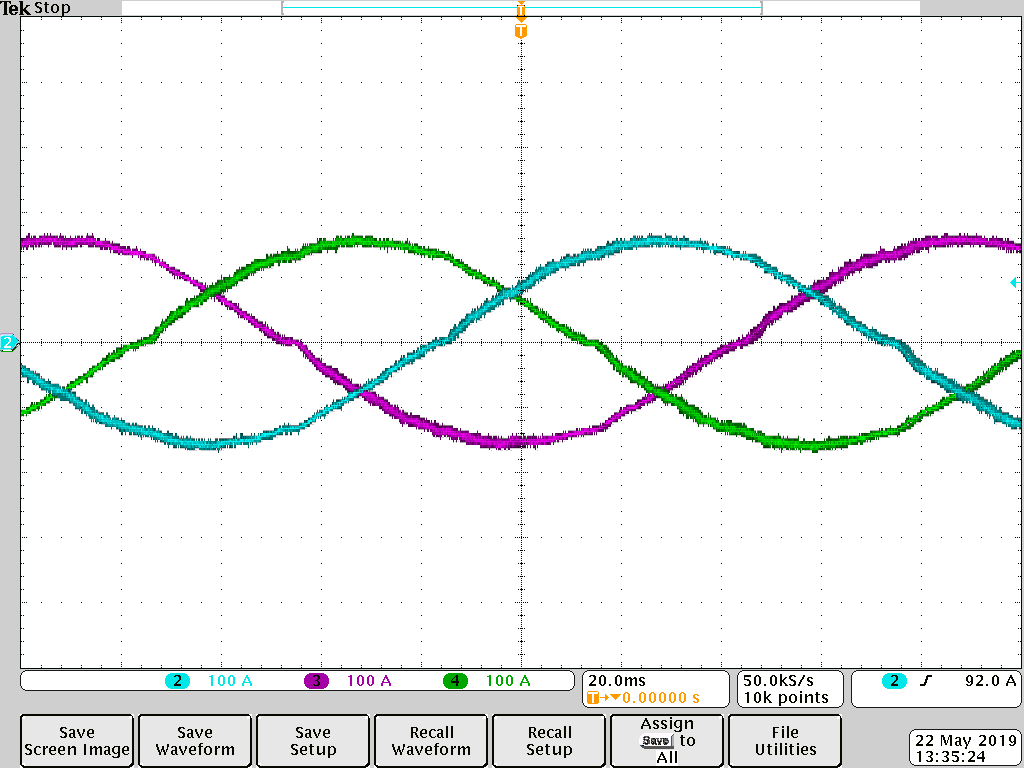 Tek Stop
T
T
2
2 100 A 3 100 A 4 100 A
20.0ms
T→▼0.00000 s
50.0kS/s
10k points
2 92.0 A
Save
Screen Image
Save
Waveform
Save
Setup
Recall
Waveform
Recall
Setup
Assign
Save to
All
File
Utilities
22 May 2019
13:35:24